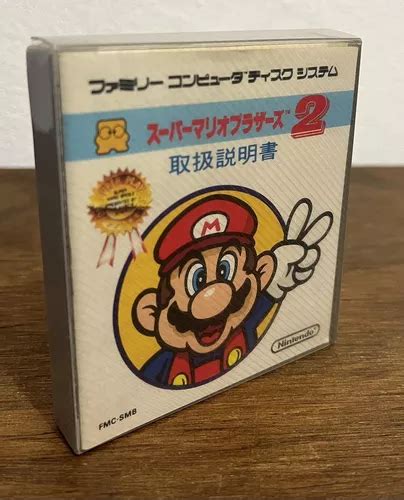 ファミリー コンピュータ ディスク システム
スーパーマリオブラザーズ™ 2
取扱説明書
M
Nintendo
FMC-SMB